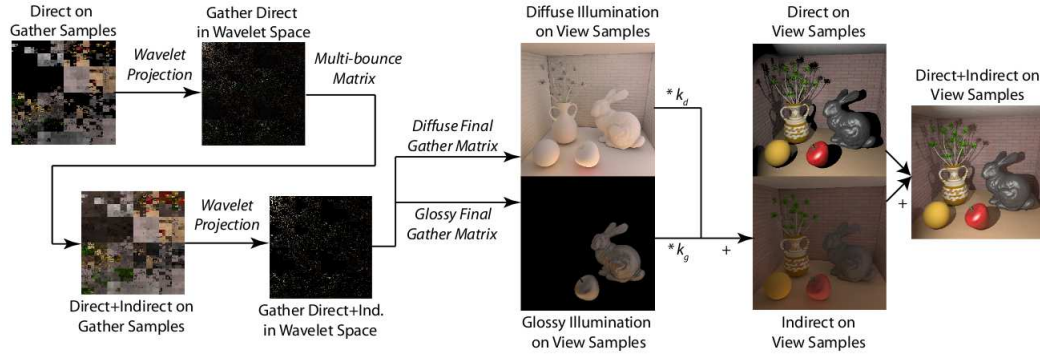 Direct on
Gather Samples
Wavelet
Projection
Gather Direct
in Wavelet Space
Multi-bounce
Matrix
Direct+Indirect on
Gather Samples
Wavelet
Projection
Gather Direct+Ind.
in Wavelet Space
Diffuse Final
Gather Matrix
Glossy Final
Gather Matrix
Diffuse Illumination
on View Samples
Glossy Illumination
on View Samples
* k_d
* k_g
+
Direct on
View Samples
Indirect on
View Samples
+
Direct+Indirect on
View Samples